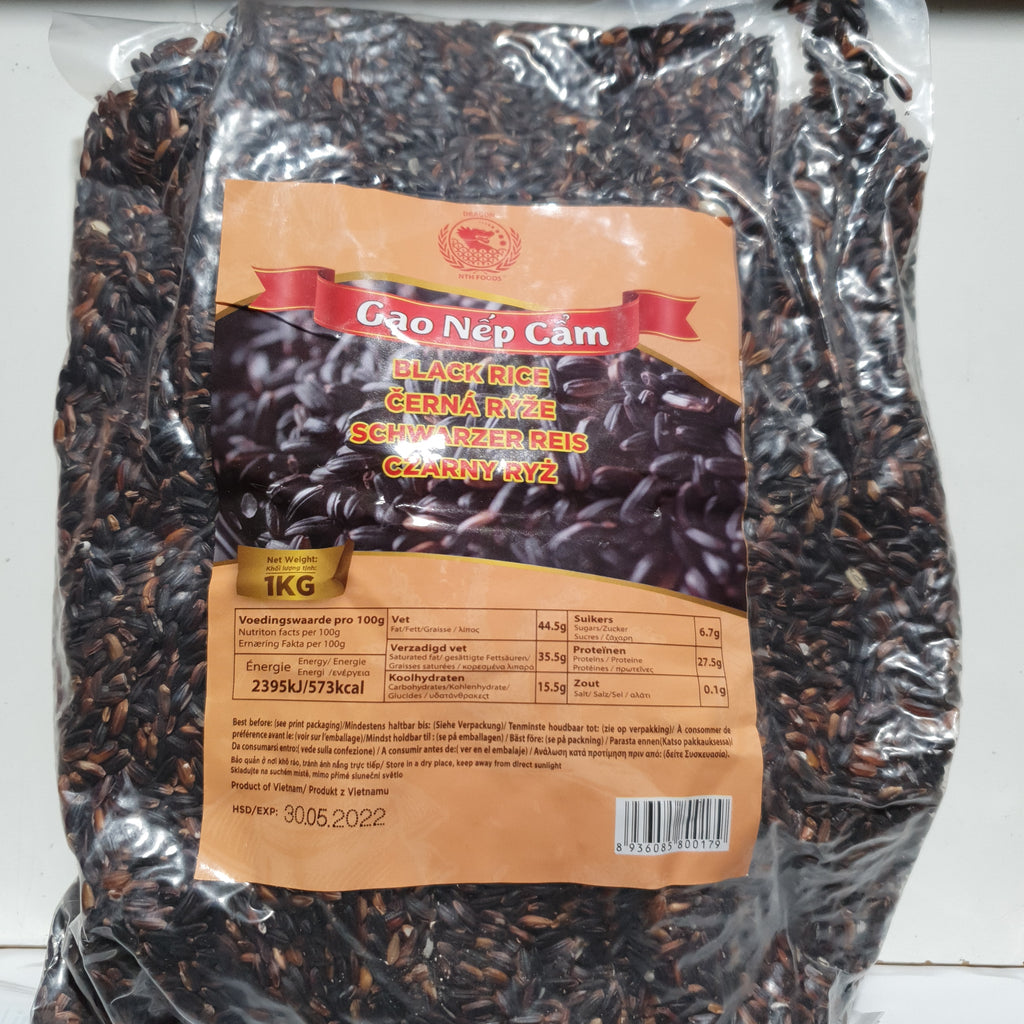 DRAGON
NTH FOODS
Gạo Nếp Cẩm
BLACK RICE
ČERNÁ RÝŽE
SCHWARZER REIS
CZARNY RYŻ
Net Weight:
Khối lượng tịnh:
1KG
Voedingswaarde pro 100g
Nutriton facts per 100g
Ernæring Fakta per 100g
Énergie Energy/ Energie
Energi /ενέργεια
2395kJ/573kcal
Vet 44.5g
Fat/Fett/Graisse / λίπος
Verzadigd vet 35.5g
Saturated fat/ gesättigte Fettsäuren/
Graisses saturées / κορεσμένα λιπαρά
Koolhydraten 15.5g
Carbohydrates/Kohlenhydrate/
Glucides / υδατάνθρακεςt
Suikers 6.7g
Sugars/Zucker
Sucres / ζάχαρη
Proteïnen 27.5g
Proteins / Proteine
Protéines / πρωτεΐνες
Zout 0.1g
Salt/ Salz/Sel / αλάτι
Best before: (see print packaging)/Mindestens haltbar bis: (Siehe Verpackung)/ Tenminste houdbaar tot: (zie op verpakking)/ À consommer de
préférence avant le: (voir sur l'emballage)/Mindst holdbar til : (se på emballagen) / Bäst före: (se på packning) / Parasta ennen(Katso pakkauksessa)
Da consumarsi entro:( vede sulla confezione) / A consumir antes de:( ver en el embalaje) / Ανάλωση κατά προτίμηση πριν από: (δείτε Συσκευασία).
Bảo quản ở nơi khô ráo, tránh ánh nắng trực tiếp/ Store in a dry place, keep away from direct sunlight
Skladujte na suchém místě, mimo přímé sluneční světlo
Product of Vietnam/ Produkt z Vietnamu
HSD/EXP: 30.05.2022
8 936085 800179